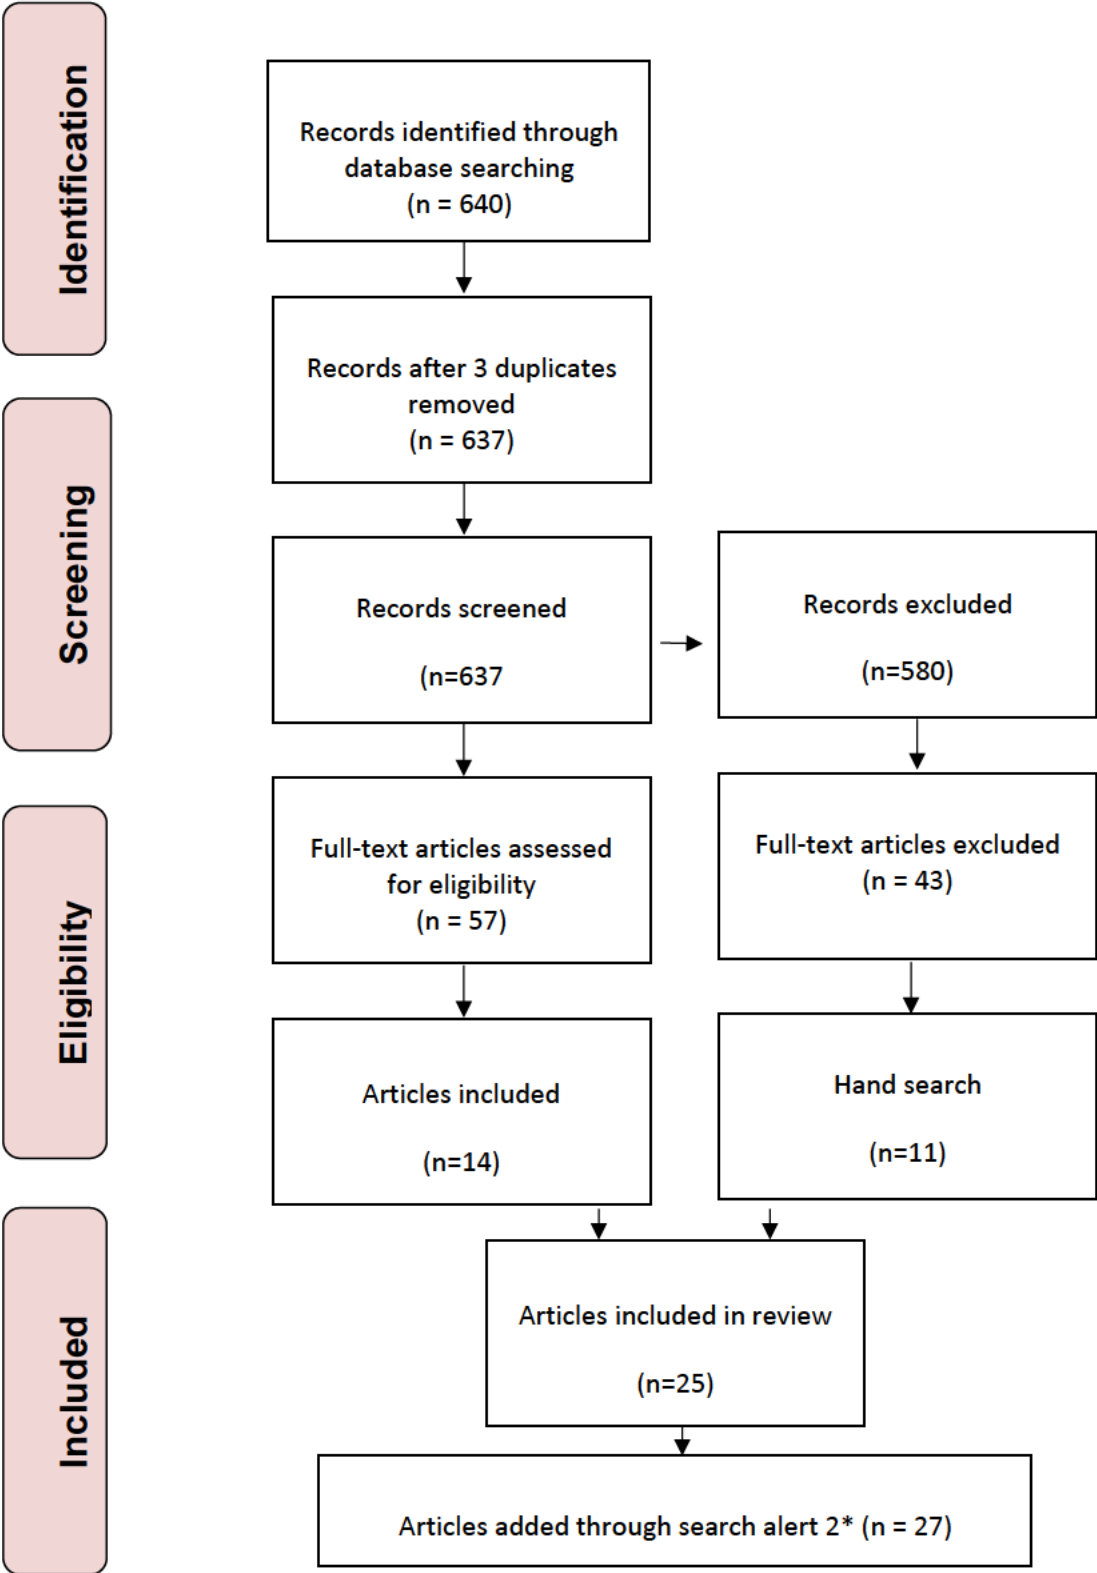 Identification
Records identified through
database searching
(n = 640)
Records after 3 duplicates
removed
(n = 637)
Screening
Records screened
(n=637
Records excluded
(n=580)
Eligibility
Full-text articles assessed
for eligibility
(n = 57)
Full-text articles excluded
(n = 43)
Articles included
(n=14)
Hand search
(n=11)
Included
Articles included in review
(n=25)
Articles added through search alert 2* (n = 27)